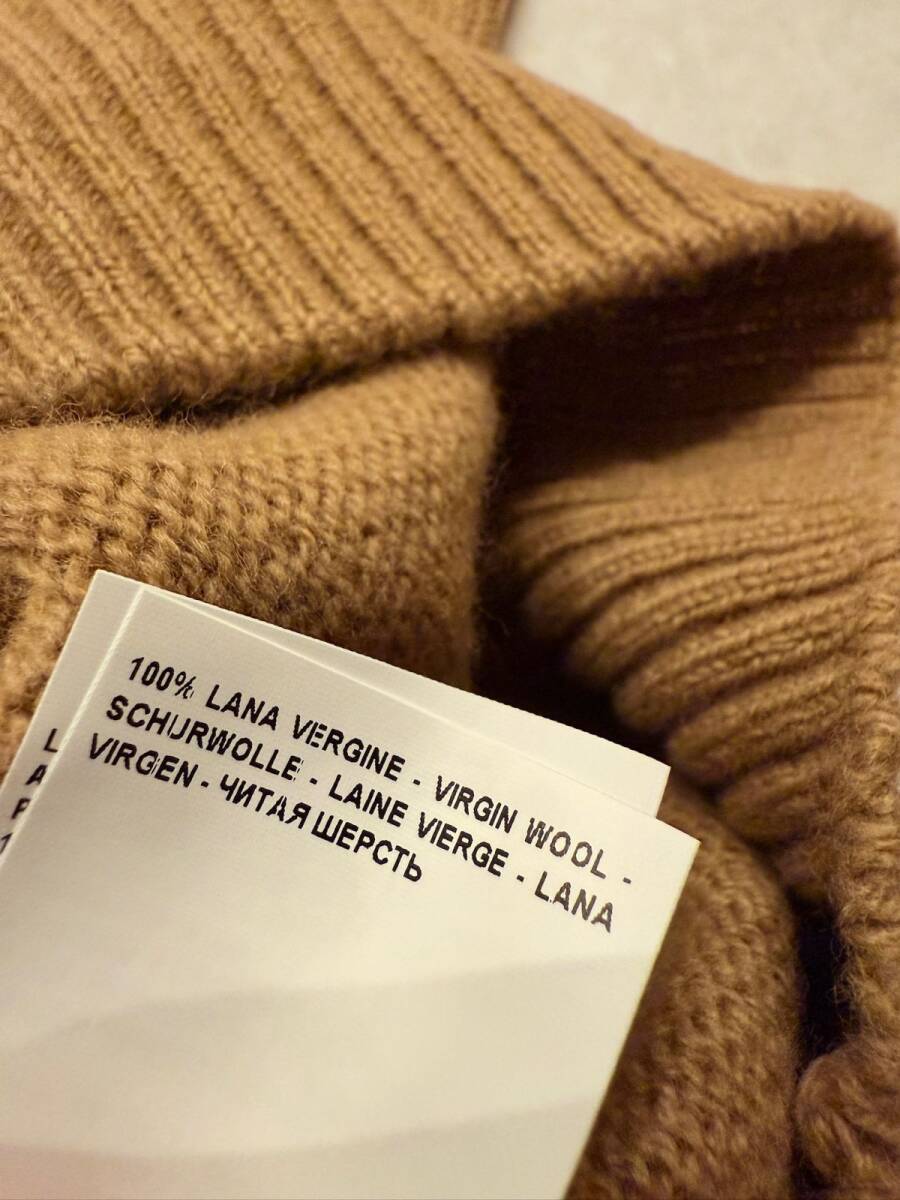 100% LANA VERGINE - VIRGIN WOOL -
SCHURWOLLE - LAINE VIERGE - LANA
VIRGEN - ЧИТАЯ ШЕРСТЬ